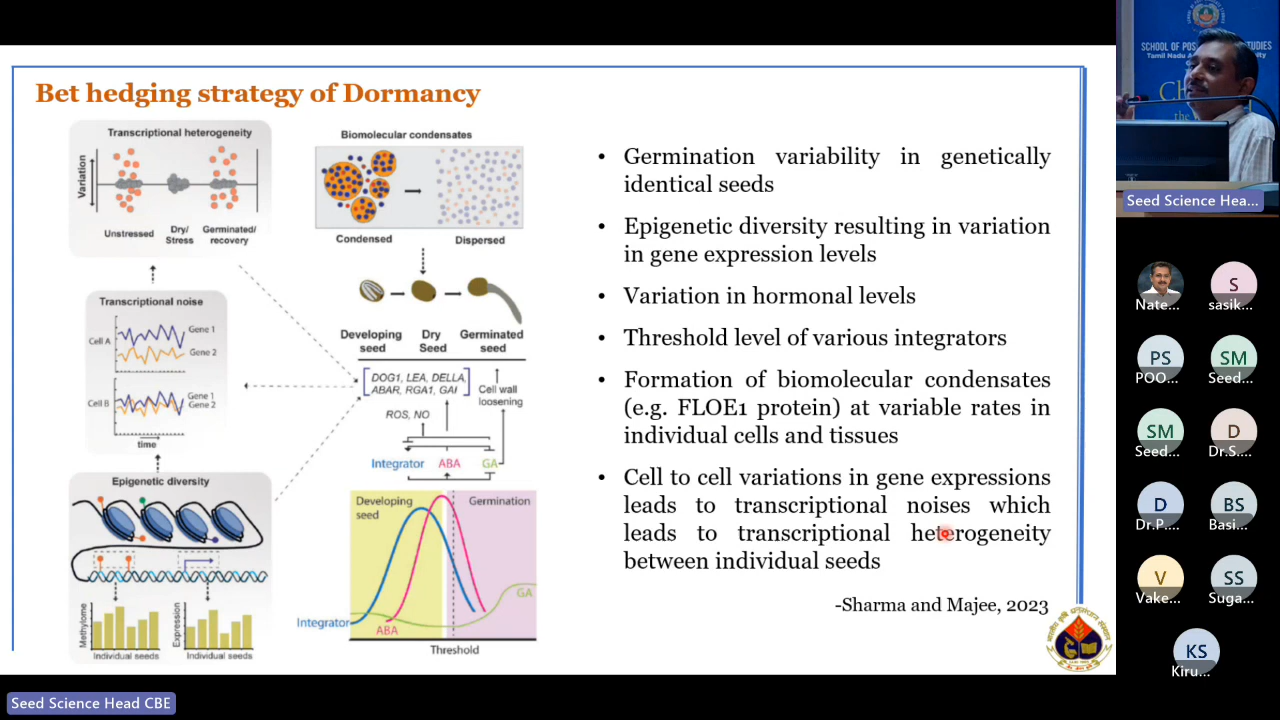 Bet hedging strategy of Dormancy
Transcriptional heterogeneity
Variation
Unstressed
Dry/
Stress
Germinated/
recovery
Transcriptional noise
Cell A
Gene 1
Gene 2
Cell B
Gene 1
Gene 2
time
Epigenetic diversity
Methylome
Individual seeds
Expression
Individual seeds
Biomolecular condensates
Condensed
Dispersed
Developing
seed
Dry
Seed
Germinated
seed
DOG1, LEA, DELLA,
ABAR, RGA1, GAI
Cell wall
loosening
ROS, NO
Integrator
ABA
GA
Developing
seed
Germination
GA
Integrator
ABA
Threshold
• Germination variability in genetically
identical seeds
• Epigenetic diversity resulting in variation
in gene expression levels
• Variation in hormonal levels
• Threshold level of various integrators
• Formation of biomolecular condensates
(e.g. FLOE1 protein) at variable rates in
individual cells and tissues
• Cell to cell variations in gene expressions
leads to transcriptional noises which
leads to transcriptional heterogeneity
between individual seeds
-Sharma and Majee, 2023
SCHOOL OF
Tamil Nadu
Seed Science Hea...
Nate...
S
sasik...
PS
POO...
SM
Seed...
SM
Seed...
D
Dr.S....
D
Dr.P....
BS
Basi...
V
Vake...
SS
Suga...
KS
Kiru...
Seed Science Head CBE